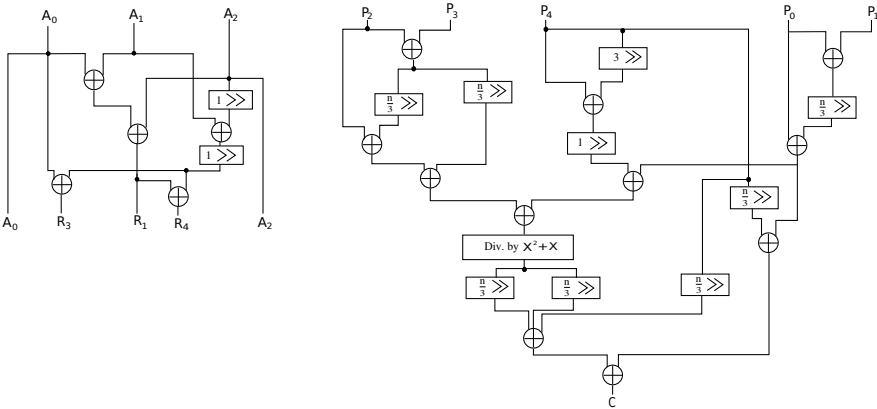 A₀ A₁ A₂
1 >>
1 >>
A₀ R₃ R₁ R₄ A₂
P₂ P₃ P₄ P₀ P₁
3 >>
n/3 >> n/3 >>
n/3 >>
1 >>
n/3 >>
Div. by X²+X
n/3 >> n/3 >> n/3 >>
C